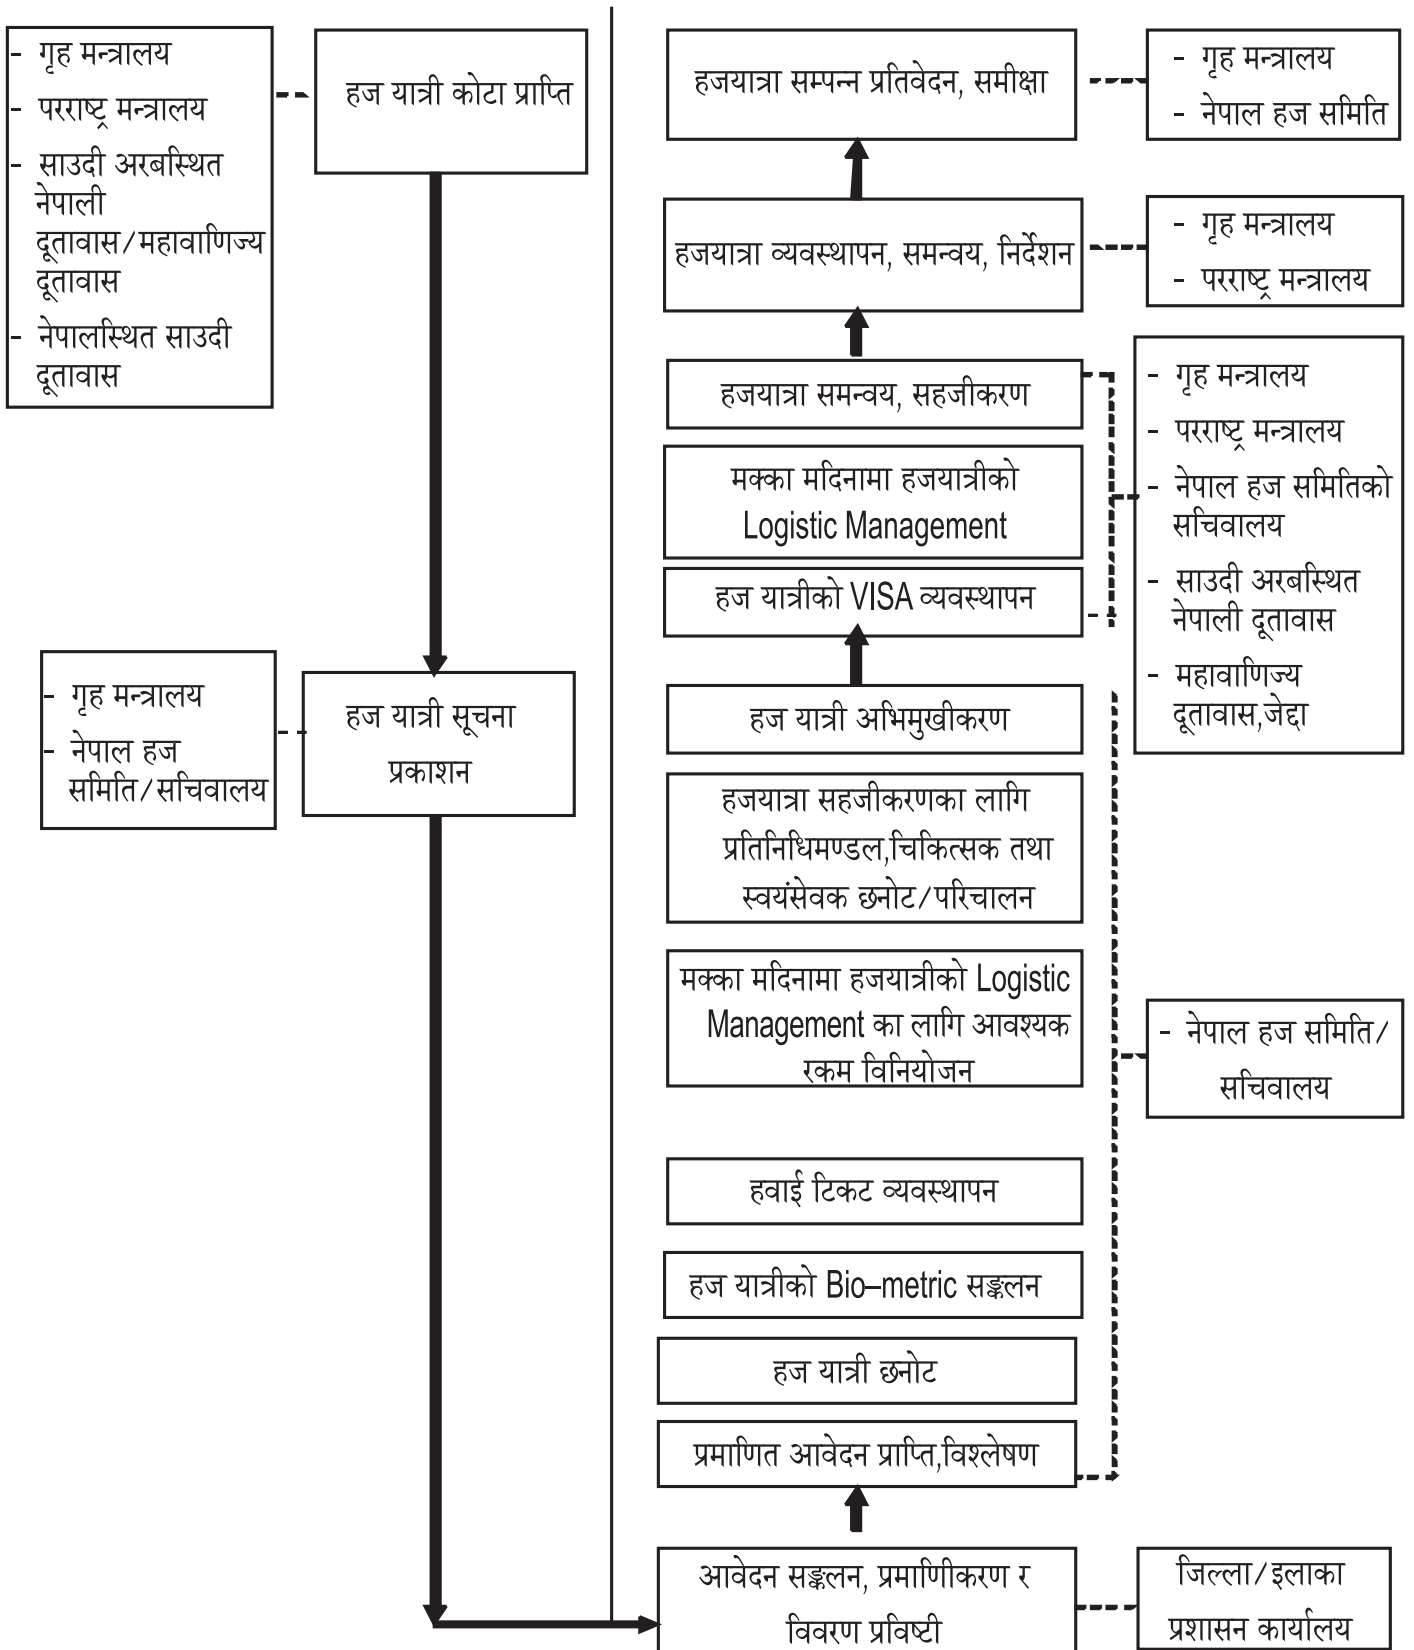 - गृह मन्त्रालय
- परराष्ट्र मन्त्रालय
- साउदी अरबस्थित
नेपाली
दूतावास/महावाणिज्य
दूतावास
- नेपालस्थित साउदी
दूतावास
हज यात्री कोटा प्राप्ति
- गृह मन्त्रालय
- नेपाल हज
समिति/सचिवालय
हज यात्री सूचना
प्रकाशन
हजयात्रा सम्पन्न प्रतिवेदन, समीक्षा
- गृह मन्त्रालय
- नेपाल हज समिति
हजयात्रा व्यवस्थापन, समन्वय, निर्देशन
- गृह मन्त्रालय
- परराष्ट्र मन्त्रालय
हजयात्रा समन्वय, सहजीकरण
मक्का मदिनामा हजयात्रीको
Logistic Management
हज यात्रीको VISA व्यवस्थापन
- गृह मन्त्रालय
- परराष्ट्र मन्त्रालय
- नेपाल हज समितिको
सचिवालय
- साउदी अरबस्थित
नेपाली दूतावास
- महावाणिज्य
दूतावास,जेद्दा
हज यात्री अभिमुखीकरण
हजयात्रा सहजीकरणका लागि
प्रतिनिधिमण्डल,चिकित्सक तथा
स्वयंसेवक छनोट/परिचालन
मक्का मदिनामा हजयात्रीको Logistic
Management का लागि आवश्यक
रकम विनियोजन
- नेपाल हज समिति/
सचिवालय
हवाई टिकट व्यवस्थापन
हज यात्रीको Bio–metric सङ्कलन
हज यात्री छनोट
प्रमाणित आवेदन प्राप्ति,विश्लेषण
आवेदन सङ्कलन, प्रमाणिीकरण र
विवरण प्रविष्टी
जिल्ला/इलाका
प्रशासन कार्यालय